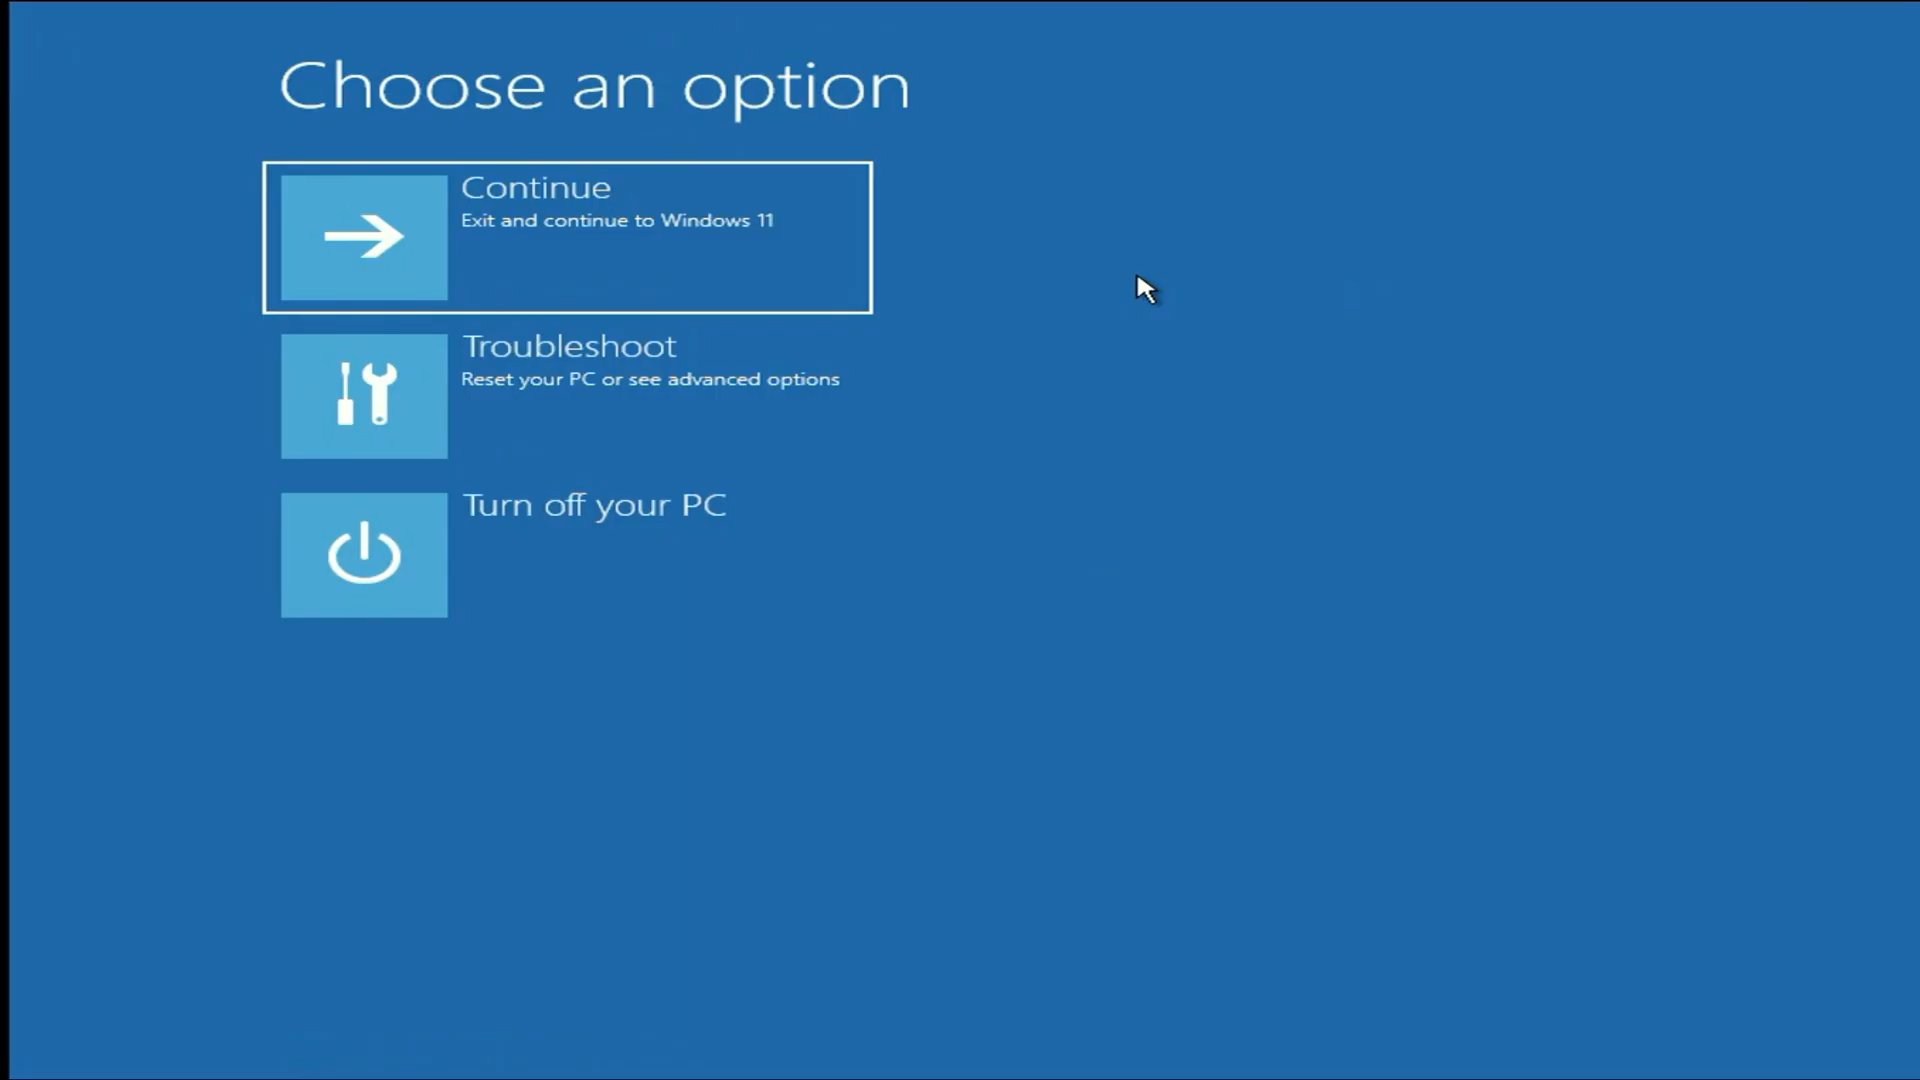 Choose an option
Continue
Exit and continue to Windows 11
Troubleshoot
Reset your PC or see advanced options
Turn off your PC